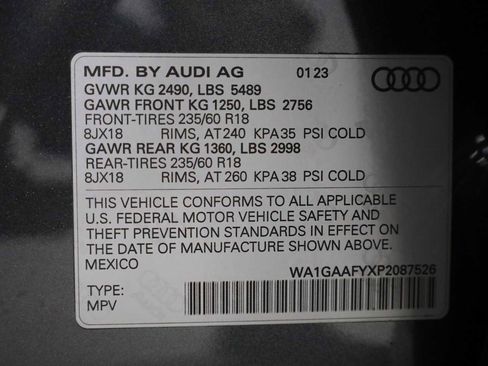 MFD. BY AUDI AG 01 23
GVWR KG 2490, LBS 5489
GAWR FRONT KG 1250, LBS 2756
FRONT-TIRES 235/60 R18
8JX18 RIMS, AT 240 KPA 35 PSI COLD
GAWR REAR KG 1360, LBS 2998
REAR-TIRES 235/60 R18
8JX18 RIMS, AT 260 KPA 38 PSI COLD
THIS VEHICLE CONFORMS TO ALL APPLICABLE
U.S. FEDERAL MOTOR VEHICLE SAFETY AND
THEFT PREVENTION STANDARDS IN EFFECT ON
THE DATE OF MANUFACTURE SHOWN ABOVE.
MEXICO
WA1GAAFYXP2087526
TYPE:
MPV